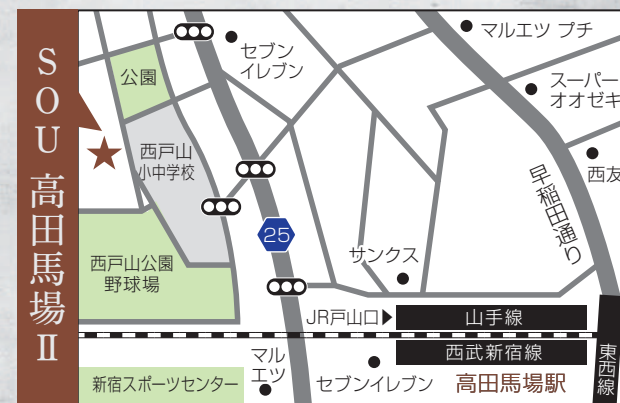 SOU 高田馬場Ⅱ
公園
セブン
イレブン
マルエツ プチ
スーパー
オオゼキ
西戸山
小中学校
西友
早稲田通り
25
西戸山公園
野球場
サンクス
JR戸山口
山手線
西武新宿線
東西線
マル
エツ
セブンイレブン
高田馬場駅
新宿スポーツセンター